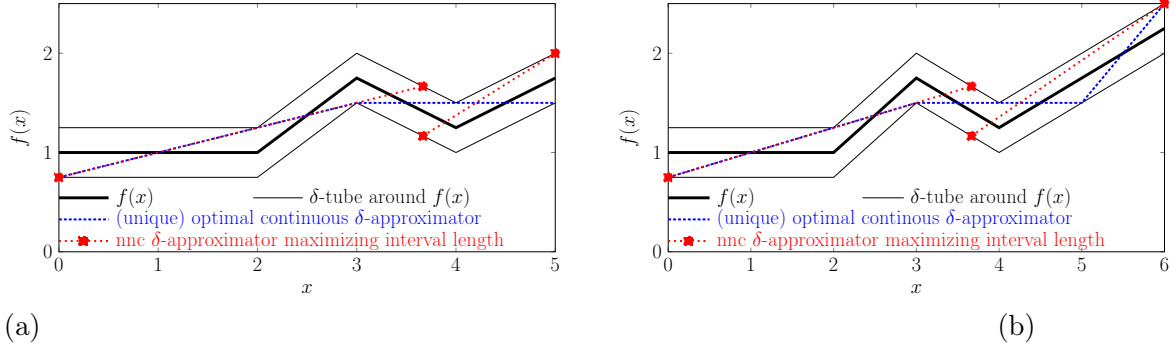 2
1
0
f(x)
f(x)
δ-tube around f(x)
(unique) optimal continous δ-approximator
nnc δ-approximator maximizing interval length
0 1 2 3 4 5
x
(a)
2
1
0
f(x)
f(x)
δ-tube around f(x)
(unique) optimal continous δ-approximator
nnc δ-approximator maximizing interval length
0 1 2 3 4 5 6
x
(b)